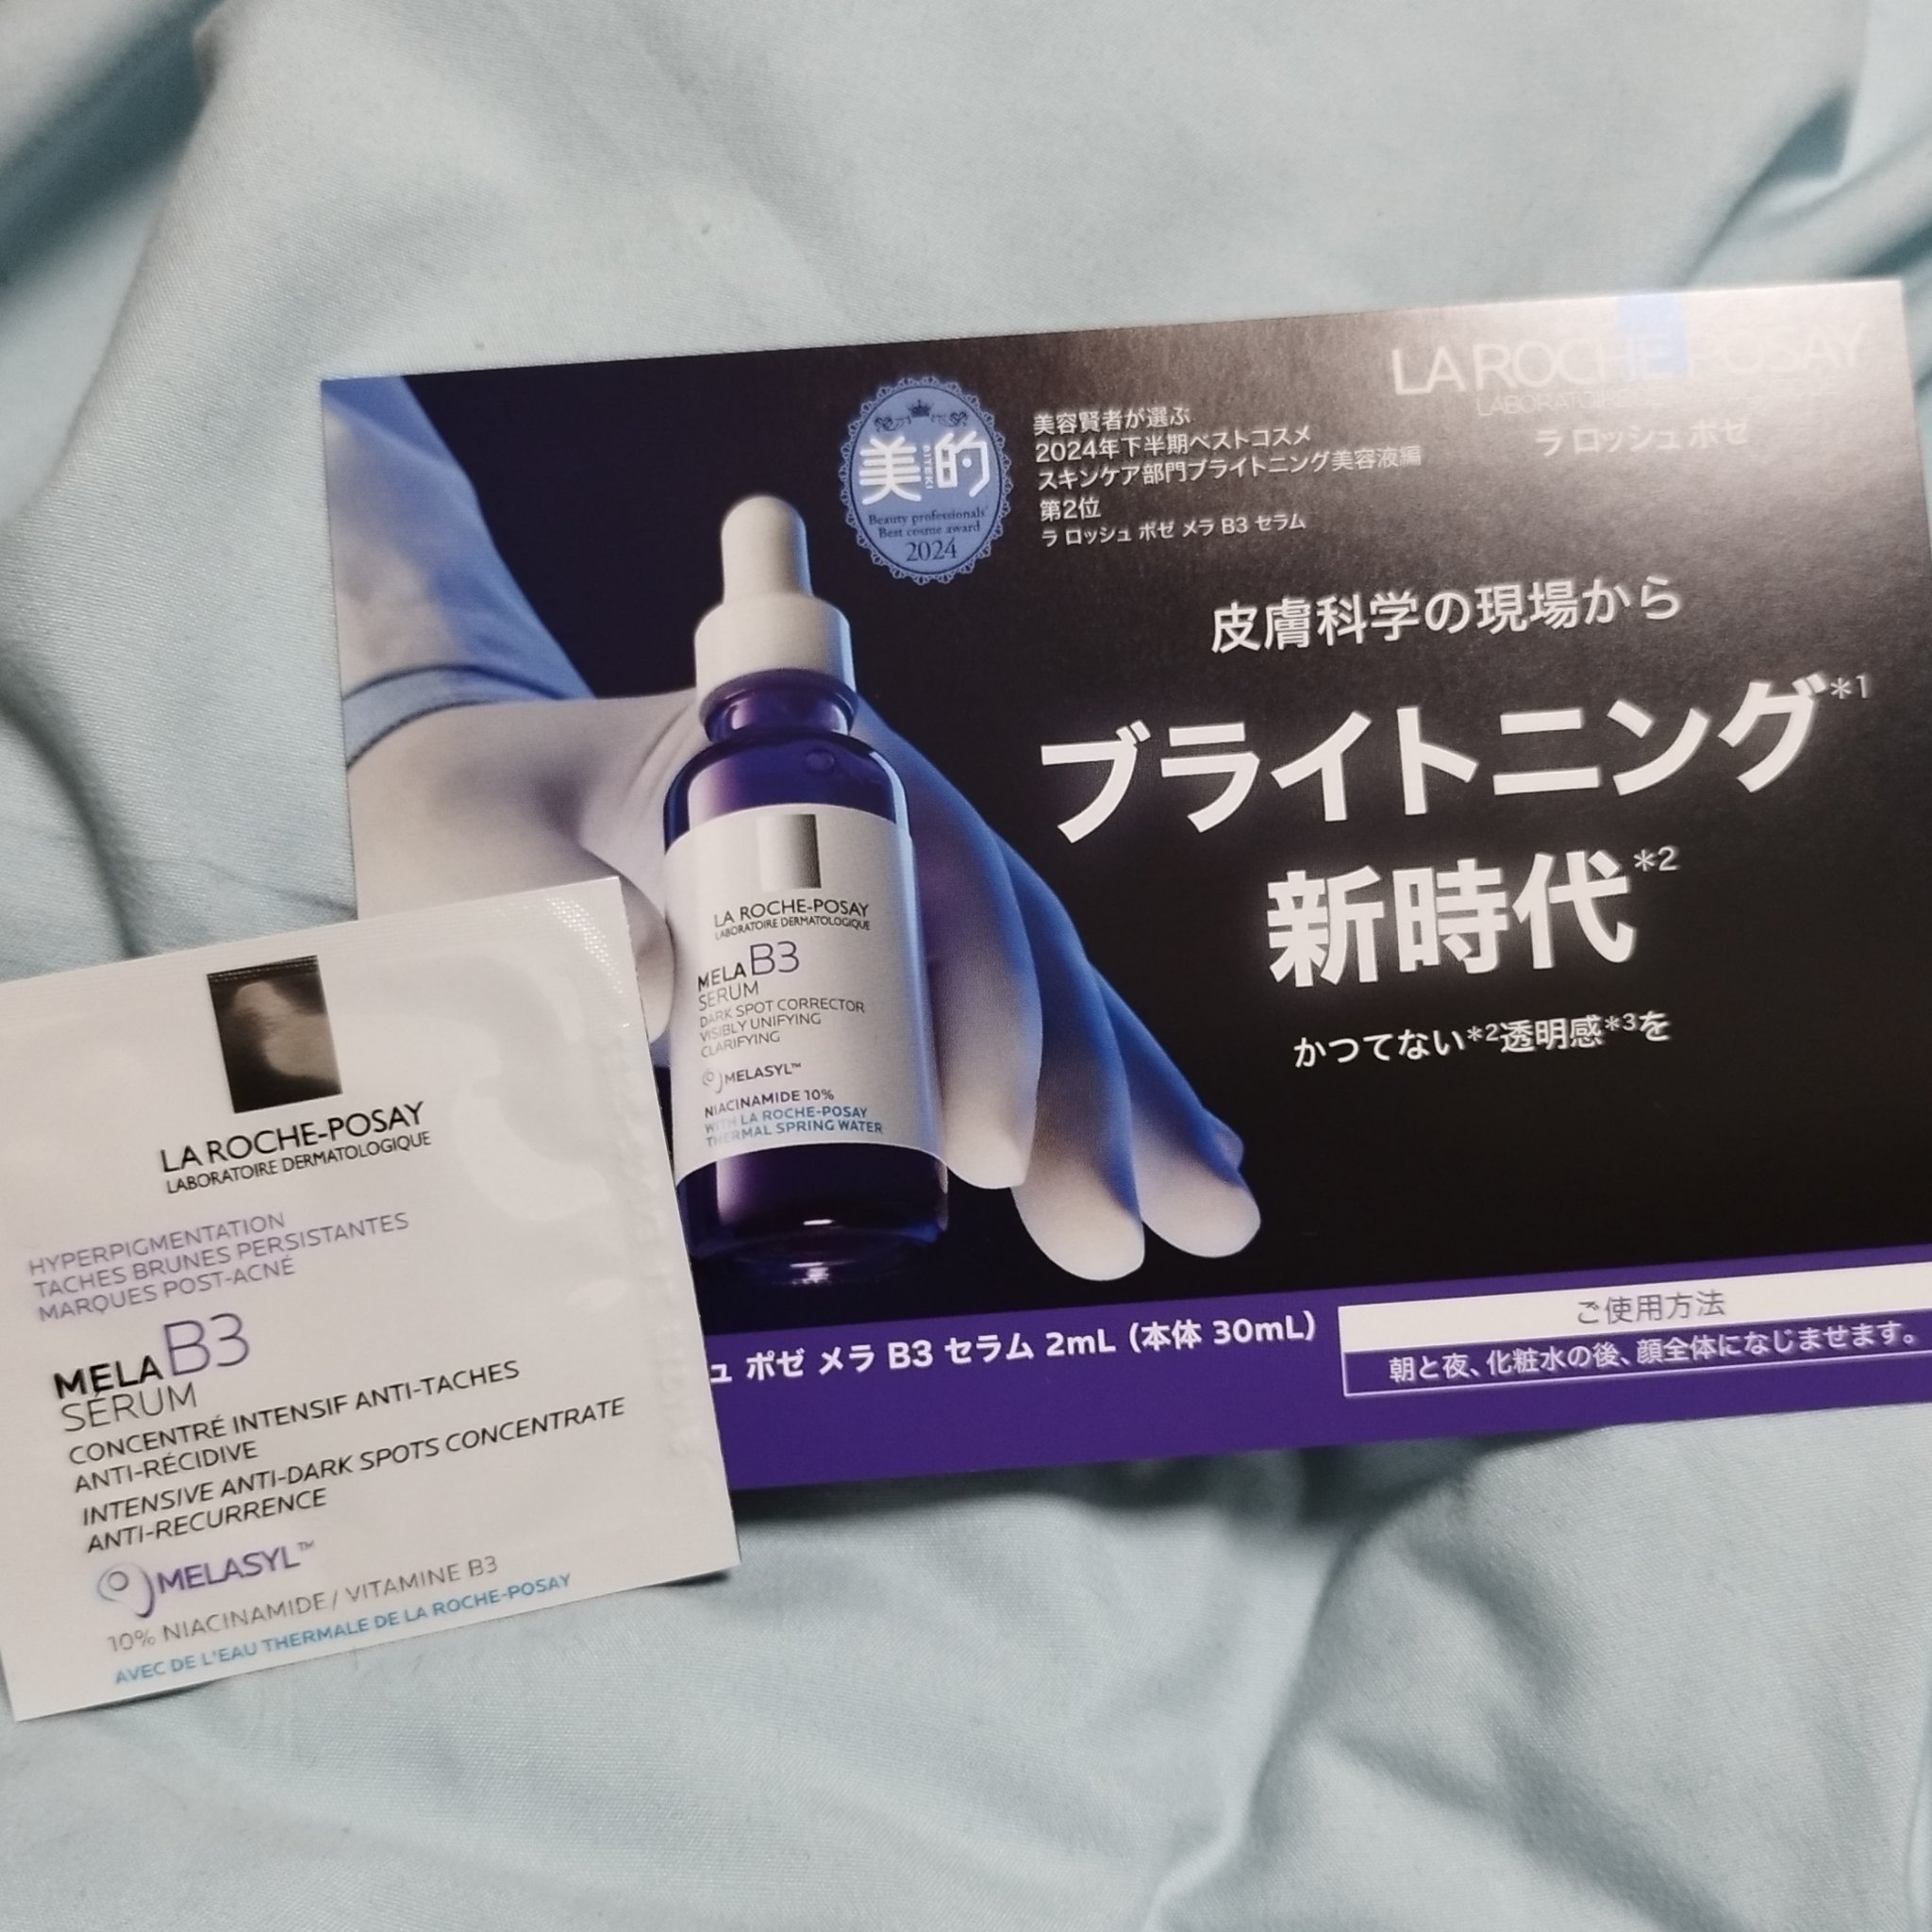 LA ROCHE-POSAY
ラ ロッシュ ポゼ
美的
BITEKI
Beauty professionals'
Best cosme award
2024
美容賢者が選ぶ
2024年下半期ベストコスメ
スキンケア部門ブライトニング美容液編
第2位
ラ ロッシュ ポゼ メラ B3 セラム
皮膚科学の現場から
ブライトニング*1
新時代*2
かつてない*2透明感*3を
LA ROCHE-POSAY
LABORATOIRE DERMATOLOGIQUE
MELA B3
SERUM
DARK SPOT CORRECTOR
VISIBLY UNIFYING
CLARIFYING
MELASYL™
NIACINAMIDE 10%
WITH LA ROCHE-POSAY
THERMAL SPRING WATER
ュ ポゼ メラ B3 セラム 2mL (本体 30mL)
ご使用方法
朝と夜、化粧水の後、顔全体になじませます。
LA ROCHE-POSAY
LABORATOIRE DERMATOLOGIQUE
HYPERPIGMENTATION
TACHES BRUNES PERSISTANTES
MARQUES POST-ACNÉ
MELA B3
SÉRUM
CONCENTRÉ INTENSIF ANTI-TACHES
ANTI-RÉCIDIVE
INTENSIVE ANTI-DARK SPOTS CONCENTRATE
ANTI-RECURRENCE
MELASYL™
10% NIACINAMIDE / VITAMINE B3
AVEC DE L'EAU THERMALE DE LA ROCHE-POSAY